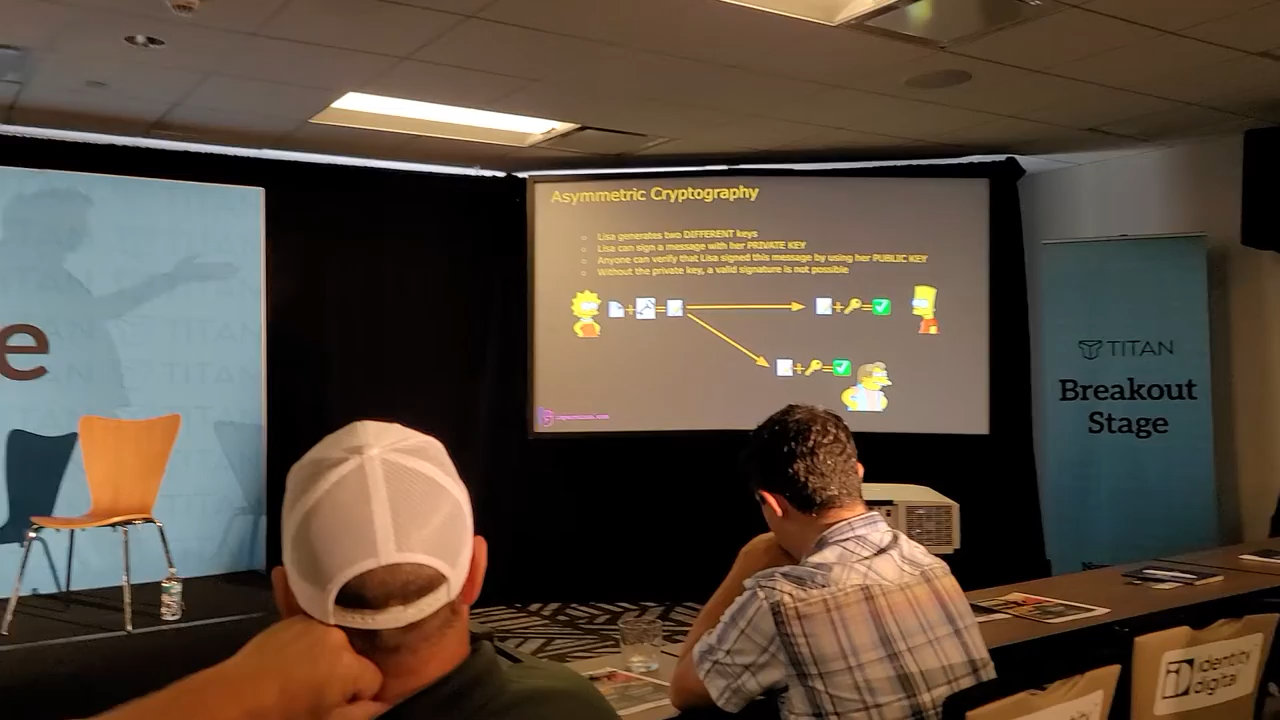 Asymmetric Cryptography
Lisa generates two DIFFERENT keys
Lisa can sign a message with her PRIVATE KEY
Anyone can verify that Lisa signed this message by using her PUBLIC KEY
Without the private key, a valid signature is not possible
e
TITAN
Breakout
Stage
identity
digital